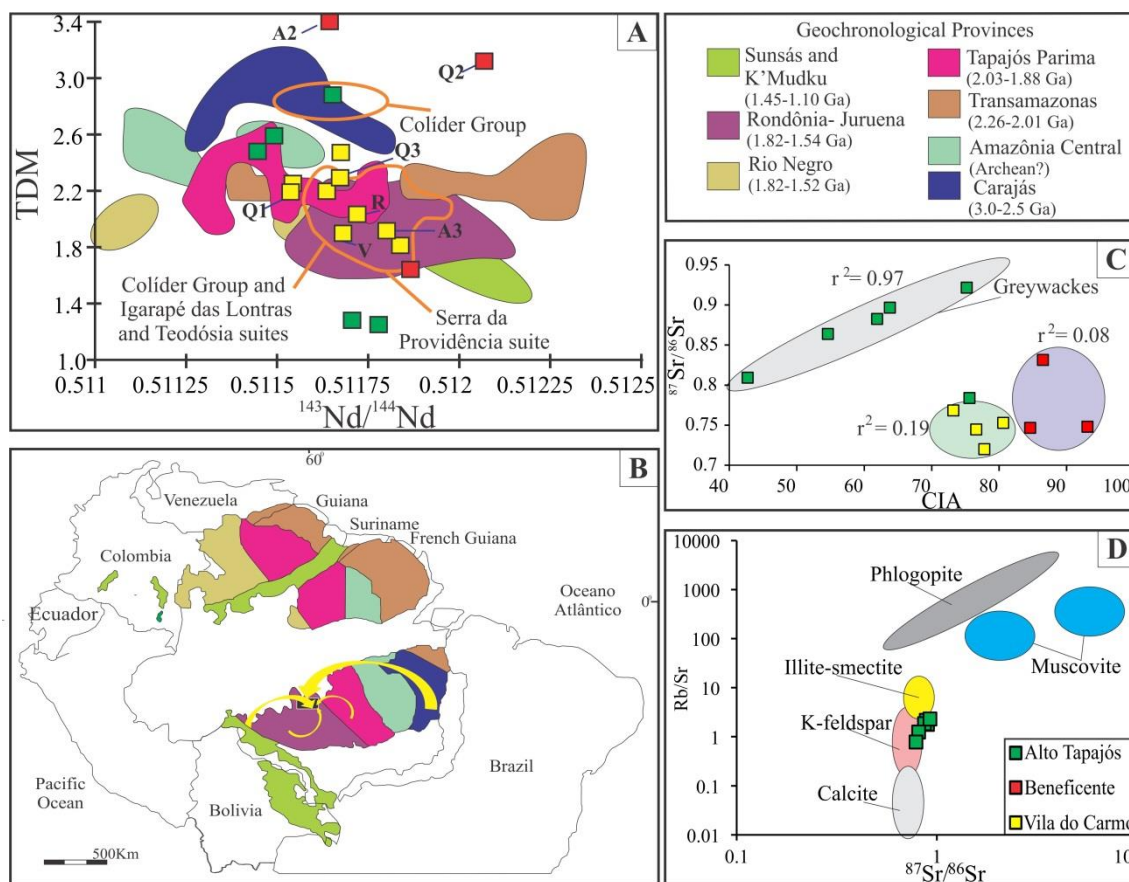 A
TDM
3.4
3.0
2.6
2.2
1.8
1.4
1.0
A2
Q2
Colíder Group
Q3
Q1
R
A3
V
Colíder Group and
Igarapé das Lontras
and Teodósia suites
Serra da
Providência suite
0.511
0.51125
0.5115
0.51175
0.512
0.51225
0.5125
¹⁴³Nd/¹⁴⁴Nd
Geochronological Provinces
Sunsás and
K'Mudku
(1.45-1.10 Ga)
Rondônia- Juruena
(1.82-1.54 Ga)
Rio Negro
(1.82-1.52 Ga)
Tapajós Parima
(2.03-1.88 Ga)
Transamazonas
(2.26-2.01 Ga)
Amazônia Central
(Archean?)
Carajás
(3.0-2.5 Ga)
B
60°
Venezuela
Guiana
Suriname
French Guiana
Colombia
Oceano
Atlântico
Ecuador
0°
Pacific
Ocean
Bolivia
Brazil
500Km
C
⁸⁷Sr/⁸⁶Sr
0.95
0.9
0.85
0.8
0.75
0.7
r² = 0.97
Greywackes
r² = 0.08
r² = 0.19
40
50
60
70
80
90
100
CIA
D
Rb/Sr
10000
1000
100
10
1
0.1
0.01
Phlogopite
Muscovite
Illite-smectite
K-feldspar
Calcite
Alto Tapajós
Beneficente
Vila do Carmo
0.1
1
10
⁸⁷Sr/⁸⁶Sr